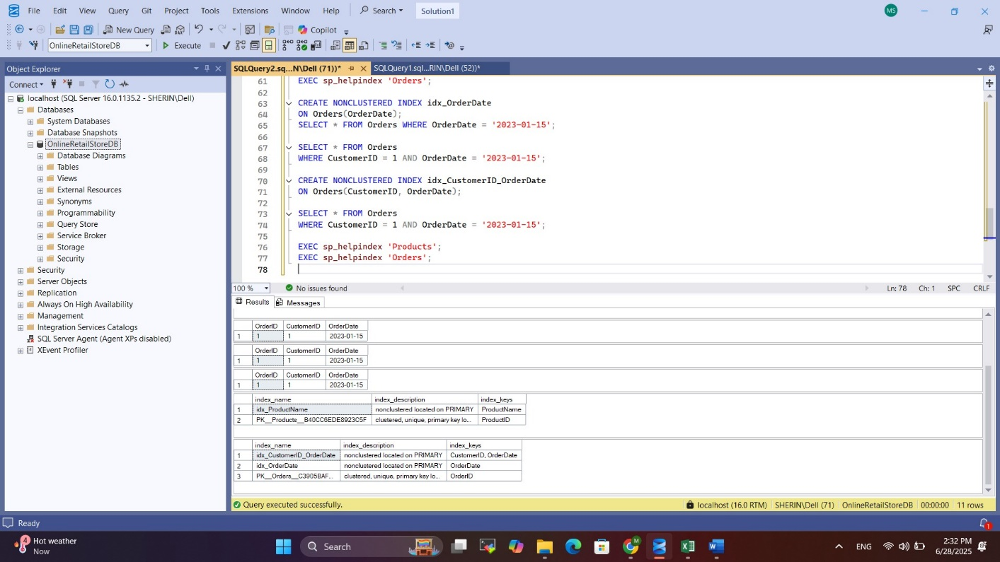 File Edit View Query Git Project Tools Extensions Window Help Search Solution1 MS
New Query Copilot
OnlineRetailStoreDB Execute
Object Explorer
Connect
localhost (SQL Server 16.0.1135.2 - SHERIN\Dell)
Databases
System Databases
Database Snapshots
OnlineRetailStoreDB
Database Diagrams
Tables
Views
External Resources
Synonyms
Programmability
Query Store
Service Broker
Storage
Security
Security
Server Objects
Replication
Always On High Availability
Management
Integration Services Catalogs
SQL Server Agent (Agent XPs disabled)
XEvent Profiler
SQLQuery2.sq...N\Dell (71))* SQLQuery1.sql...RIN\Dell (52))*
61 EXEC sp_helpindex 'Orders';
62
63 CREATE NONCLUSTERED INDEX idx_OrderDate
64 ON Orders(OrderDate);
65 SELECT * FROM Orders WHERE OrderDate = '2023-01-15';
66
67 SELECT * FROM Orders
68 WHERE CustomerID = 1 AND OrderDate = '2023-01-15';
69
70 CREATE NONCLUSTERED INDEX idx_CustomerID_OrderDate
71 ON Orders(CustomerID, OrderDate);
72
73 SELECT * FROM Orders
74 WHERE CustomerID = 1 AND OrderDate = '2023-01-15';
75
76 EXEC sp_helpindex 'Products';
77 EXEC sp_helpindex 'Orders';
78
100 % No issues found Ln: 78 Ch: 1 SPC CRLF
Results Messages
OrderID CustomerID OrderDate
1 1 1 2023-01-15
OrderID CustomerID OrderDate
1 1 1 2023-01-15
OrderID CustomerID OrderDate
1 1 1 2023-01-15
index_name index_description index_keys
1 idx_ProductName nonclustered located on PRIMARY ProductName
2 PK__Products__B40CC6EDE8923C5F clustered, unique, primary key lo... ProductID
index_name index_description index_keys
1 idx_CustomerID_OrderDate nonclustered located on PRIMARY CustomerID, OrderDate
2 idx_OrderDate nonclustered located on PRIMARY OrderDate
3 PK__Orders__C3905BAF... clustered, unique, primary key lo... OrderID
Query executed successfully. localhost (16.0 RTM) SHERIN\Dell (71) OnlineRetailStoreDB 00:00:00 11 rows
Ready 1
4 Hot weather
Now
Search
M
ENG
2:32 PM
6/28/2025